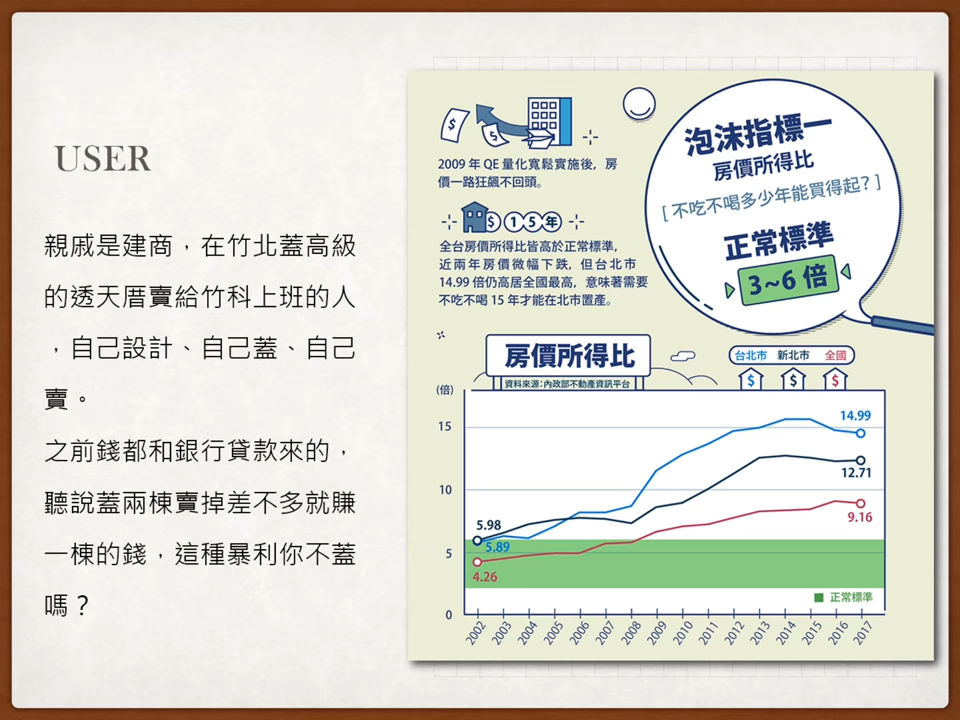 USER
親戚是建商，在竹北蓋高級
的透天厝賣給竹科上班的人
，自己設計、自己蓋、自己
賣。
之前錢都和銀行貸款來的，
聽說蓋兩棟賣掉差不多就賺
一棟的錢，這種暴利你不蓋
嗎？
$
$
2009 年 QE 量化寬鬆實施後，房
價一路狂飆不回頭。
$ 1 5 年
全台房價所得比皆高於正常標準，
近兩年房價微幅下跌，但台北市
14.99 倍仍高居全國最高，意味著需要
不吃不喝 15 年才能在北市置產。
泡沫指標一
房價所得比
[ 不吃不喝多少年能買得起？]
正常標準
3~6 倍
房價所得比
資料來源：內政部不動產資訊平台
台北市 新北市 全國
$ $ $
(倍)
15
10
5
0
14.99
12.71
9.16
5.98
5.89
4.26
正常標準
2002 2003 2004 2005 2006 2007 2008 2009 2010 2011 2012 2013 2014 2015 2016 2017